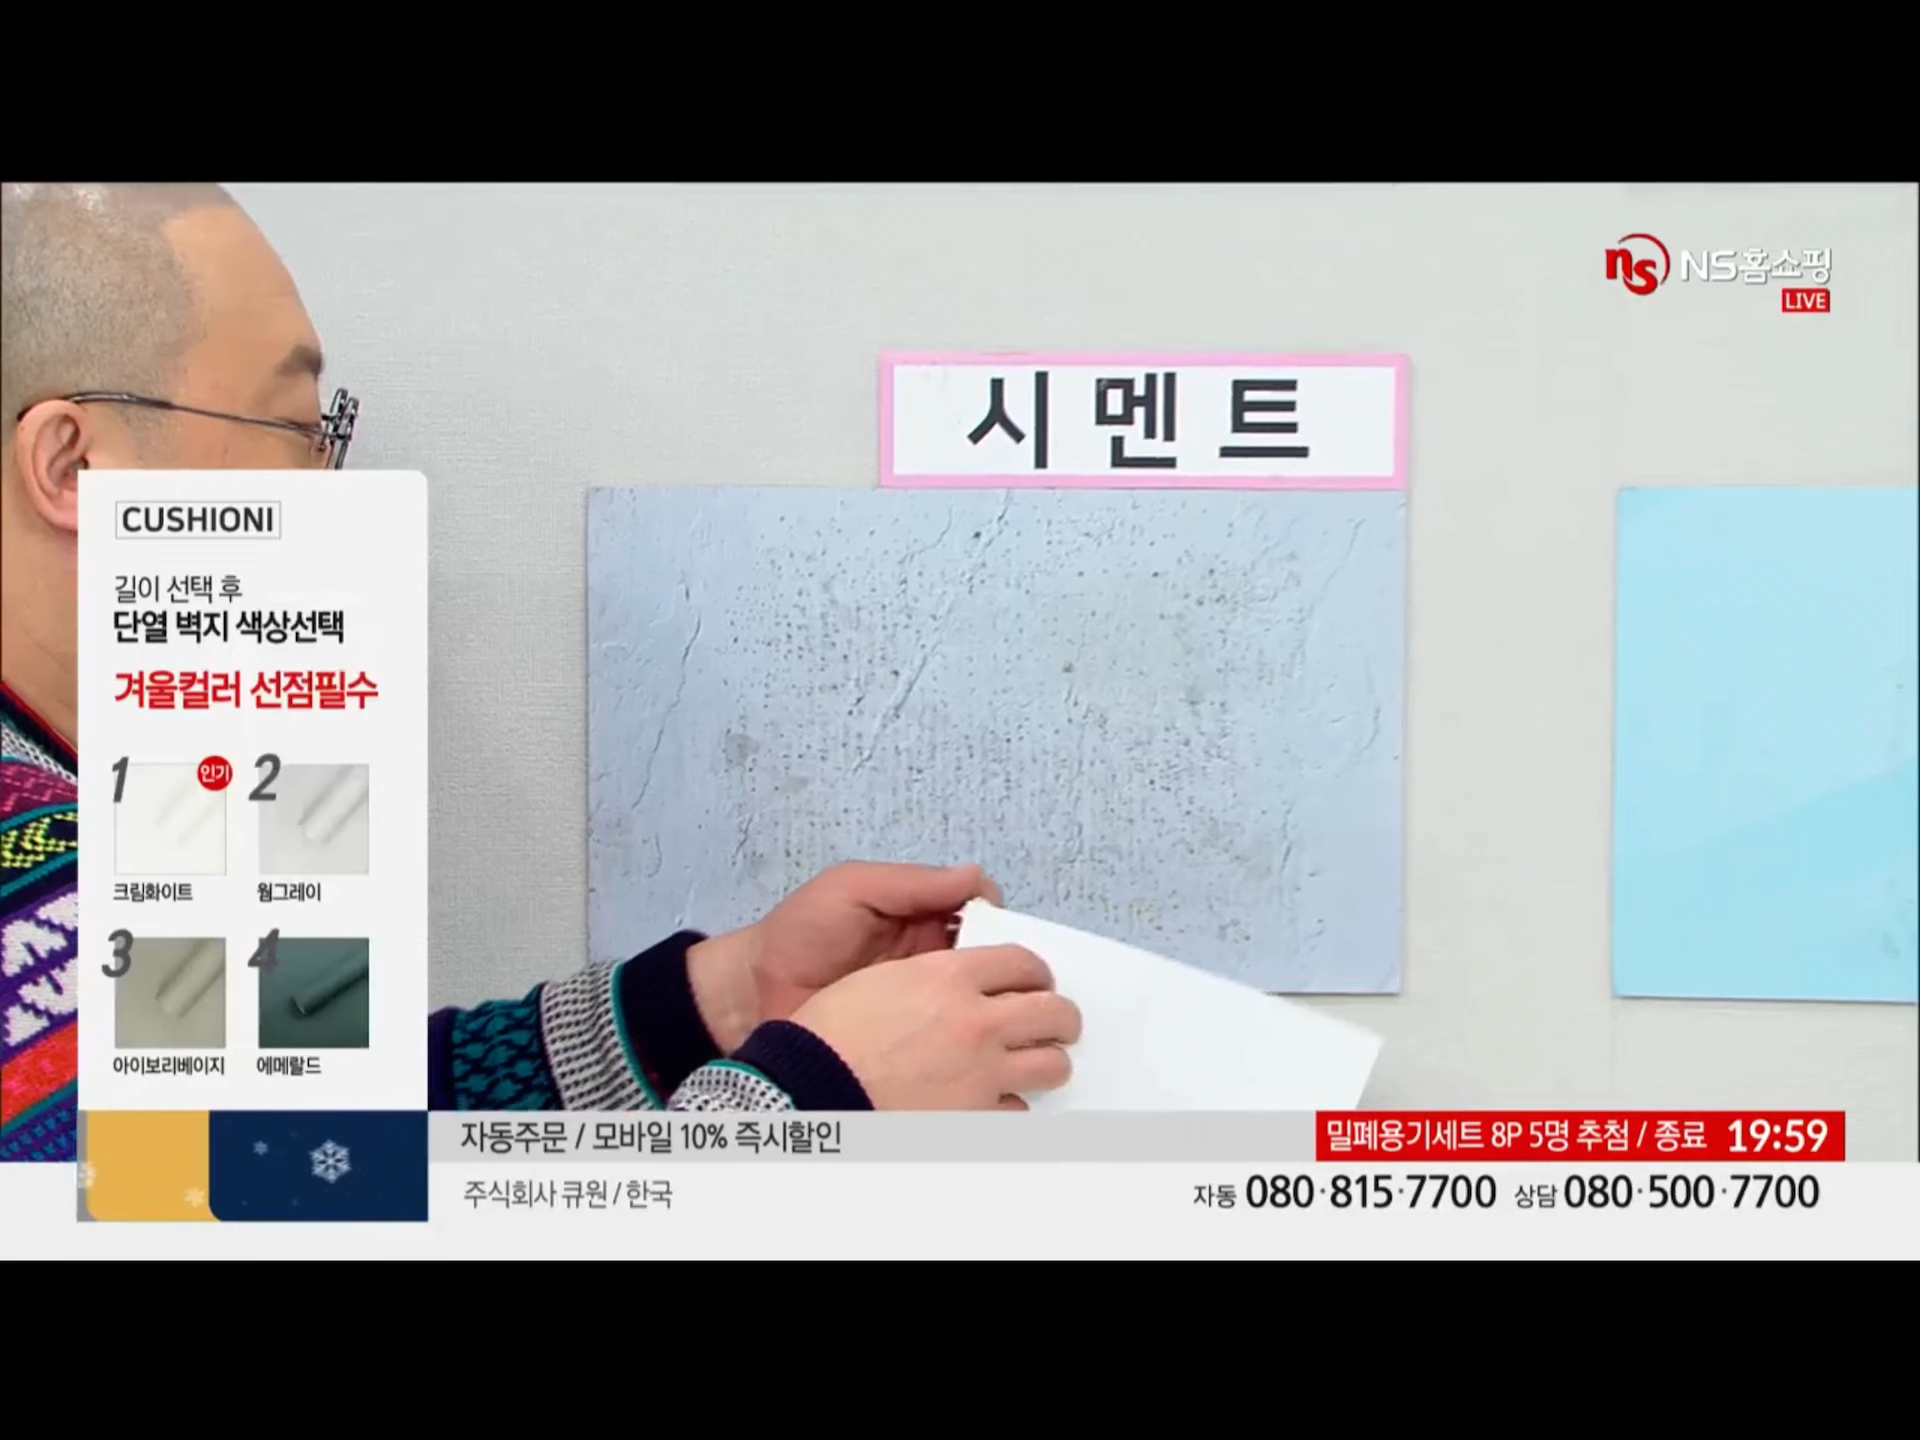 ns NS홈쇼핑
LIVE
시멘트
CUSHIONI
길이 선택 후
단열 벽지 색상선택
겨울컬러 선점필수
1 인기 2
크림화이트 웜그레이
3 4
아이보리베이지 에메랄드
자동주문 / 모바일 10% 즉시할인
밀폐용기세트 8P 5명 추첨 / 종료 19:59
주식회사 큐원 / 한국
자동 080·815·7700 상담 080·500·7700